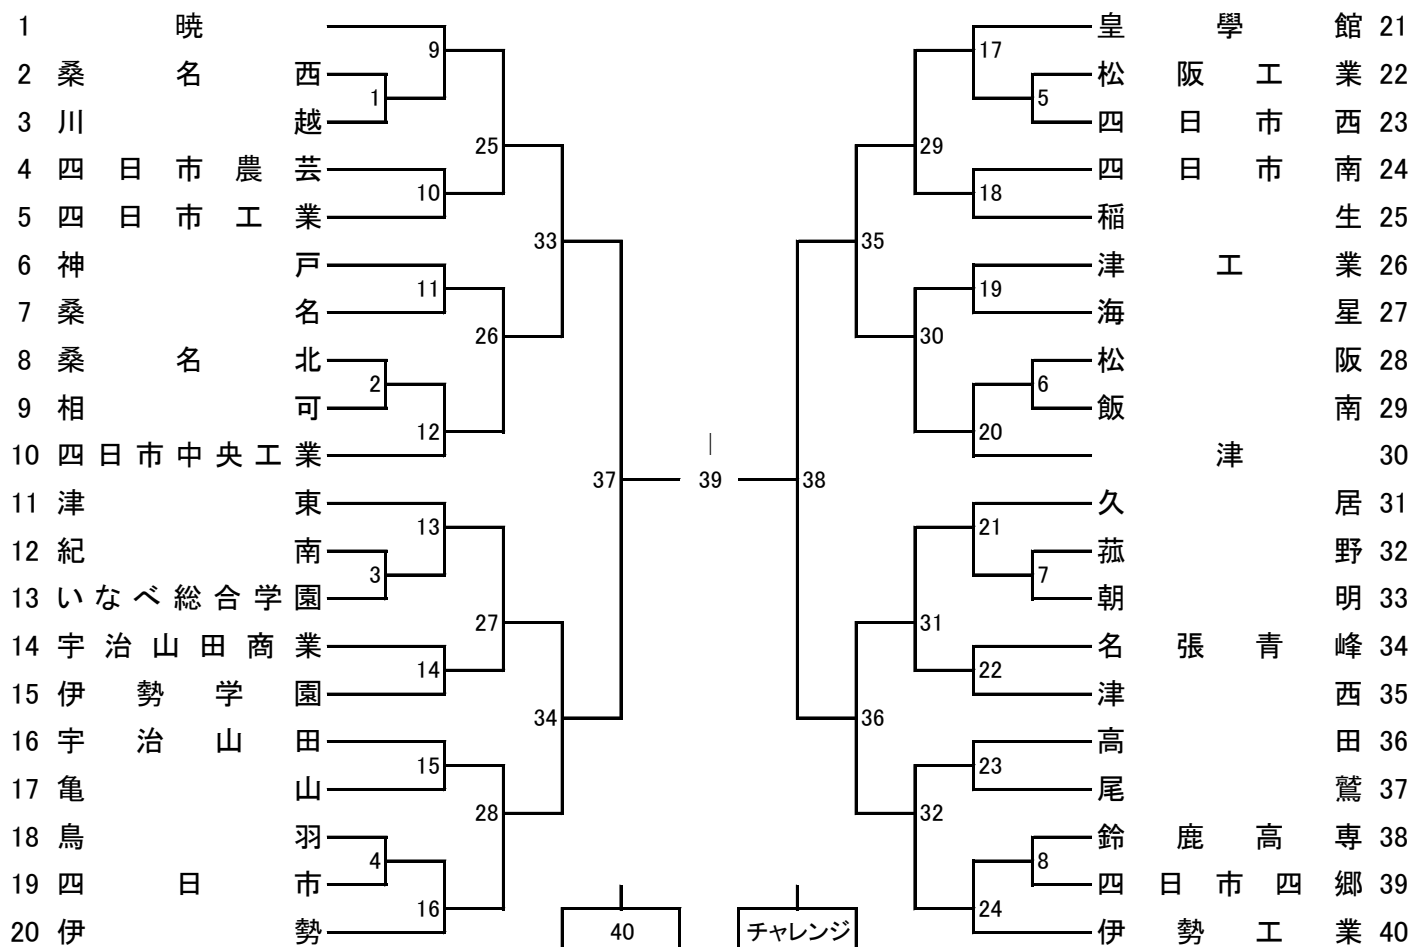 1 暁
2 桑名西
3 川越
4 四日市農芸
5 四日市工業
6 神戸
7 桑名
8 桑名北
9 相可
10 四日市中央工業
11 津東
12 紀南
13 いなべ総合学園
14 宇治山田商業
15 伊勢学園
16 宇治山田
17 亀山
18 鳥羽
19 四日市
20 伊勢
9
1
25
10
33
11
26
2
12
37
13
3
27
14
34
15
28
4
16
39
40
チャレンジ
17
5
29
18
35
19
30
6
20
38
21
7
31
22
36
23
32
8
24
皇學館 21
松阪工業 22
四日市西 23
四日市南 24
稲生 25
津工業 26
海星 27
松阪 28
飯南 29
津 30
久居 31
菰野 32
朝明 33
名張青峰 34
津西 35
高田 36
尾鷲 37
鈴鹿高専 38
四日市四郷 39
伊勢工業 40